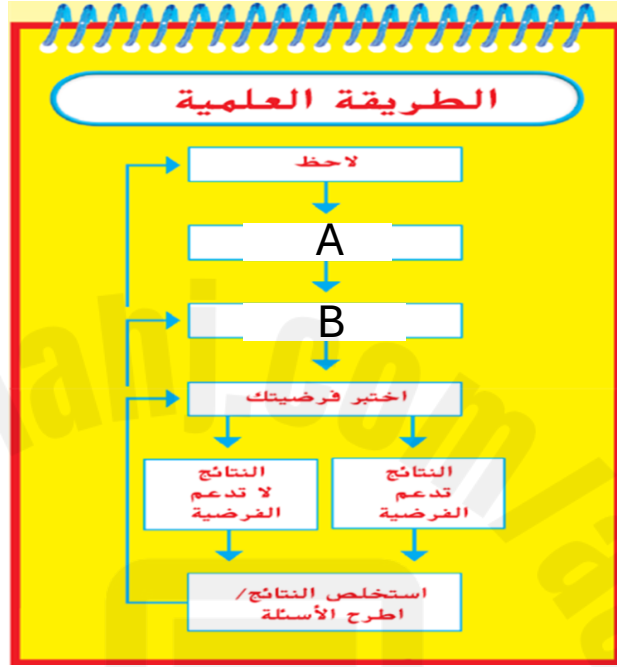 الطريقة العلمية
لاحظ
A
B
اختبر فرضيتك
النتائج
تدعم
الفرضية
النتائج
لا تدعم
الفرضية
استخلص النتائج/
اطرح الأسئلة